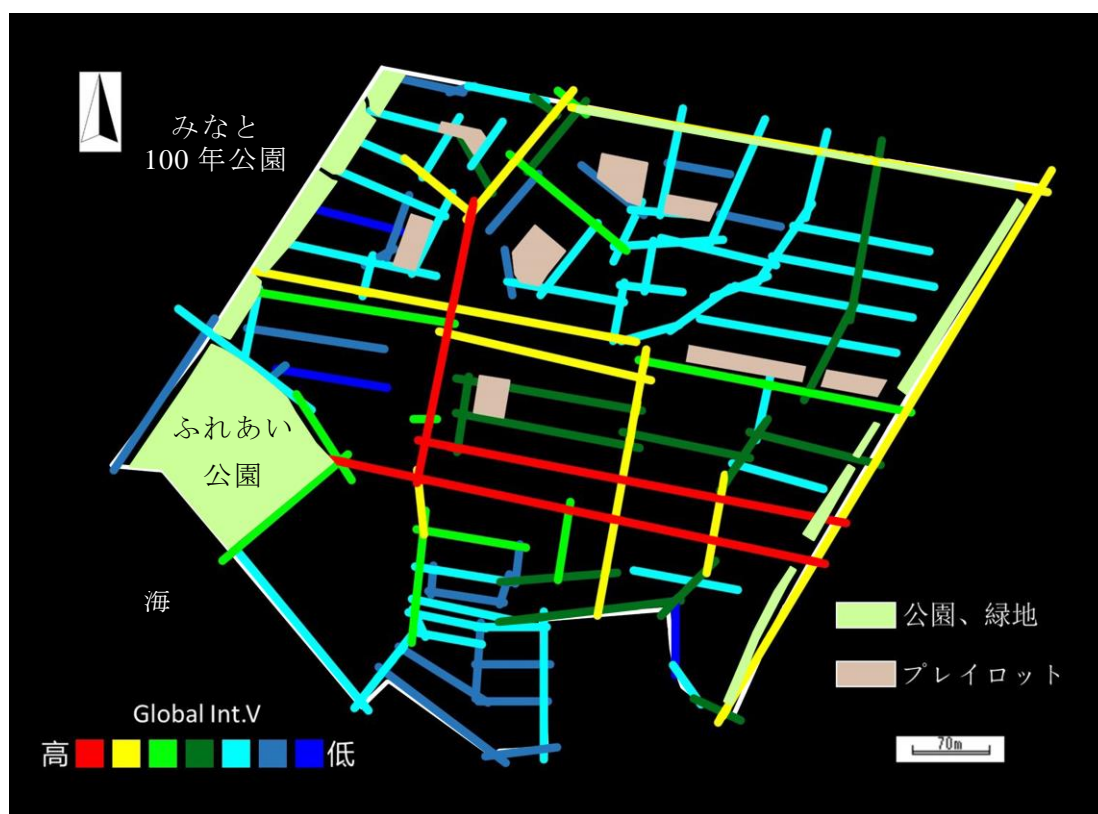 みなと
100 年公園
ふれあい
公園
海
公園、緑地
プレイロット
Global Int.V
高 低
70m